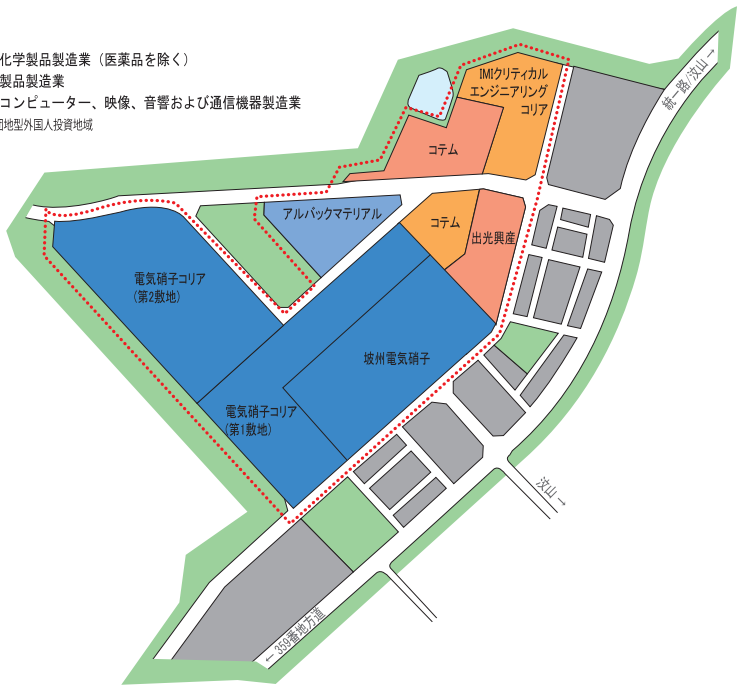 化学製品製造業（医薬品を除く）
製品製造業
コンピューター、映像、音響および通信機器製造業
団地型外国人投資地域
IMIクリティカル
エンジニアリング
コリア
統一路/汶山 →
コテム
アルバックマテリアル
コテム
出光興産
電気硝子コリア
(第2敷地)
坡州電気硝子
電気硝子コリア
(第1敷地)
汶山 →
← 359番地方道